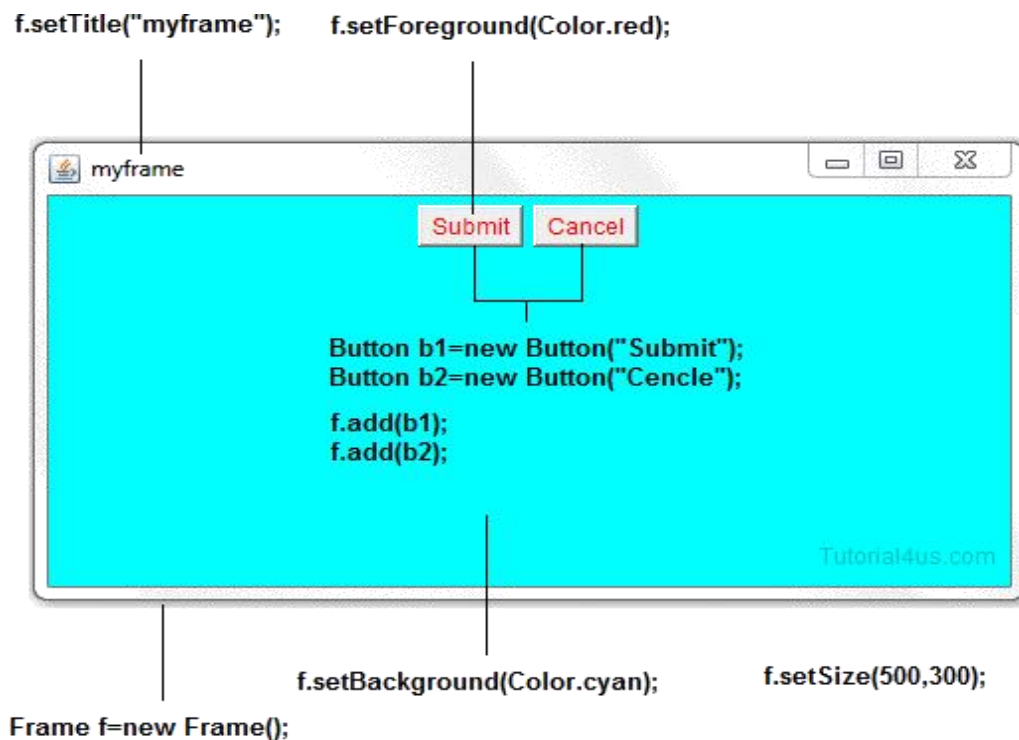 f.setTitle("myframe"); f.setForeground(Color.red);
myframe
Submit Cancel
Button b1=new Button("Submit");
Button b2=new Button("Cencle");
f.add(b1);
f.add(b2);
Tutorial4us.com
f.setBackground(Color.cyan); f.setSize(500,300);
Frame f=new Frame();